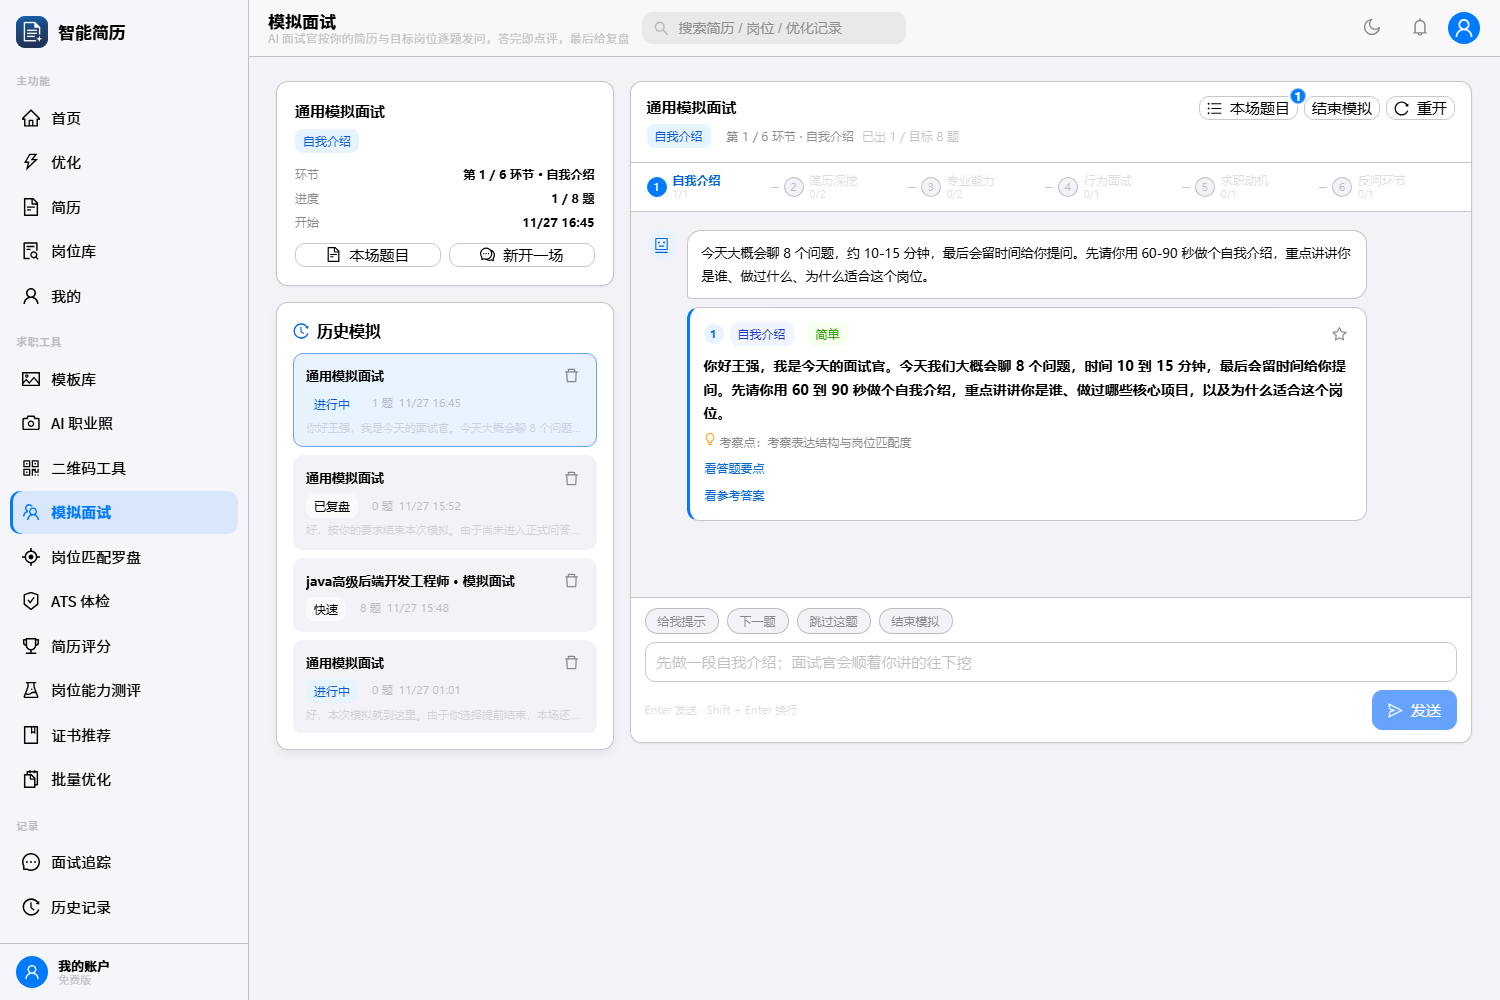 智能简历
主功能
首页
优化
简历
岗位库
我的
求职工具
模板库
AI 职业照
二维码工具
模拟面试
岗位匹配罗盘
ATS 体检
简历评分
岗位能力测评
证书推荐
批量优化
记录
面试追踪
历史记录
我的账户
免费版
模拟面试
AI 面试官按你的简历与目标岗位逐题发问，答完即点评，最后给复盘
搜索简历 / 岗位 / 优化记录
通用模拟面试
自我介绍
环节 第 1 / 6 环节 • 自我介绍
进度 1 / 8 题
开始 11/27 16:45
本场题目 新开一场
历史模拟
通用模拟面试
进行中 1 题 11/27 16:45
你好王强，我是今天的面试官。今天大概会聊 8 个问题...
通用模拟面试
已复盘 0 题 11/27 15:52
好，按你的要求结束本次模拟。由于尚未进入正式问答...
java高级后端开发工程师 • 模拟面试
快速 8 题 11/27 15:48
通用模拟面试
进行中 0 题 11/27 01:01
好，本次模拟就到这里。由于你选择提前结束，本场还...
通用模拟面试
自我介绍 第 1 / 6 环节 · 自我介绍 已出 1 / 目标 8 题
本场题目 1 结束模拟 重开
1 自我介绍 1/1
2 简历深挖 0/2
3 专业能力 0/2
4 行为面试 0/1
5 求职动机 0/1
6 反问环节 0/1
今天大概会聊 8 个问题，约 10-15 分钟，最后会留时间给你提问。先请你用 60-90 秒做个自我介绍，重点讲讲你
是谁、做过什么、为什么适合这个岗位。
1 自我介绍 简单
你好王强，我是今天的面试官。今天我们大概会聊 8 个问题，时间 10 到 15 分钟，最后会留时间给你提
问。先请你用 60 到 90 秒做个自我介绍，重点讲讲你是谁、做过哪些核心项目，以及为什么适合这个岗
位。
考察点：考察表达结构与岗位匹配度
看答题要点
看参考答案
给我提示 下一题 跳过这题 结束模拟
先做一段自我介绍；面试官会顺着你讲的往下挖
Enter 发送 · Shift + Enter 换行
发送